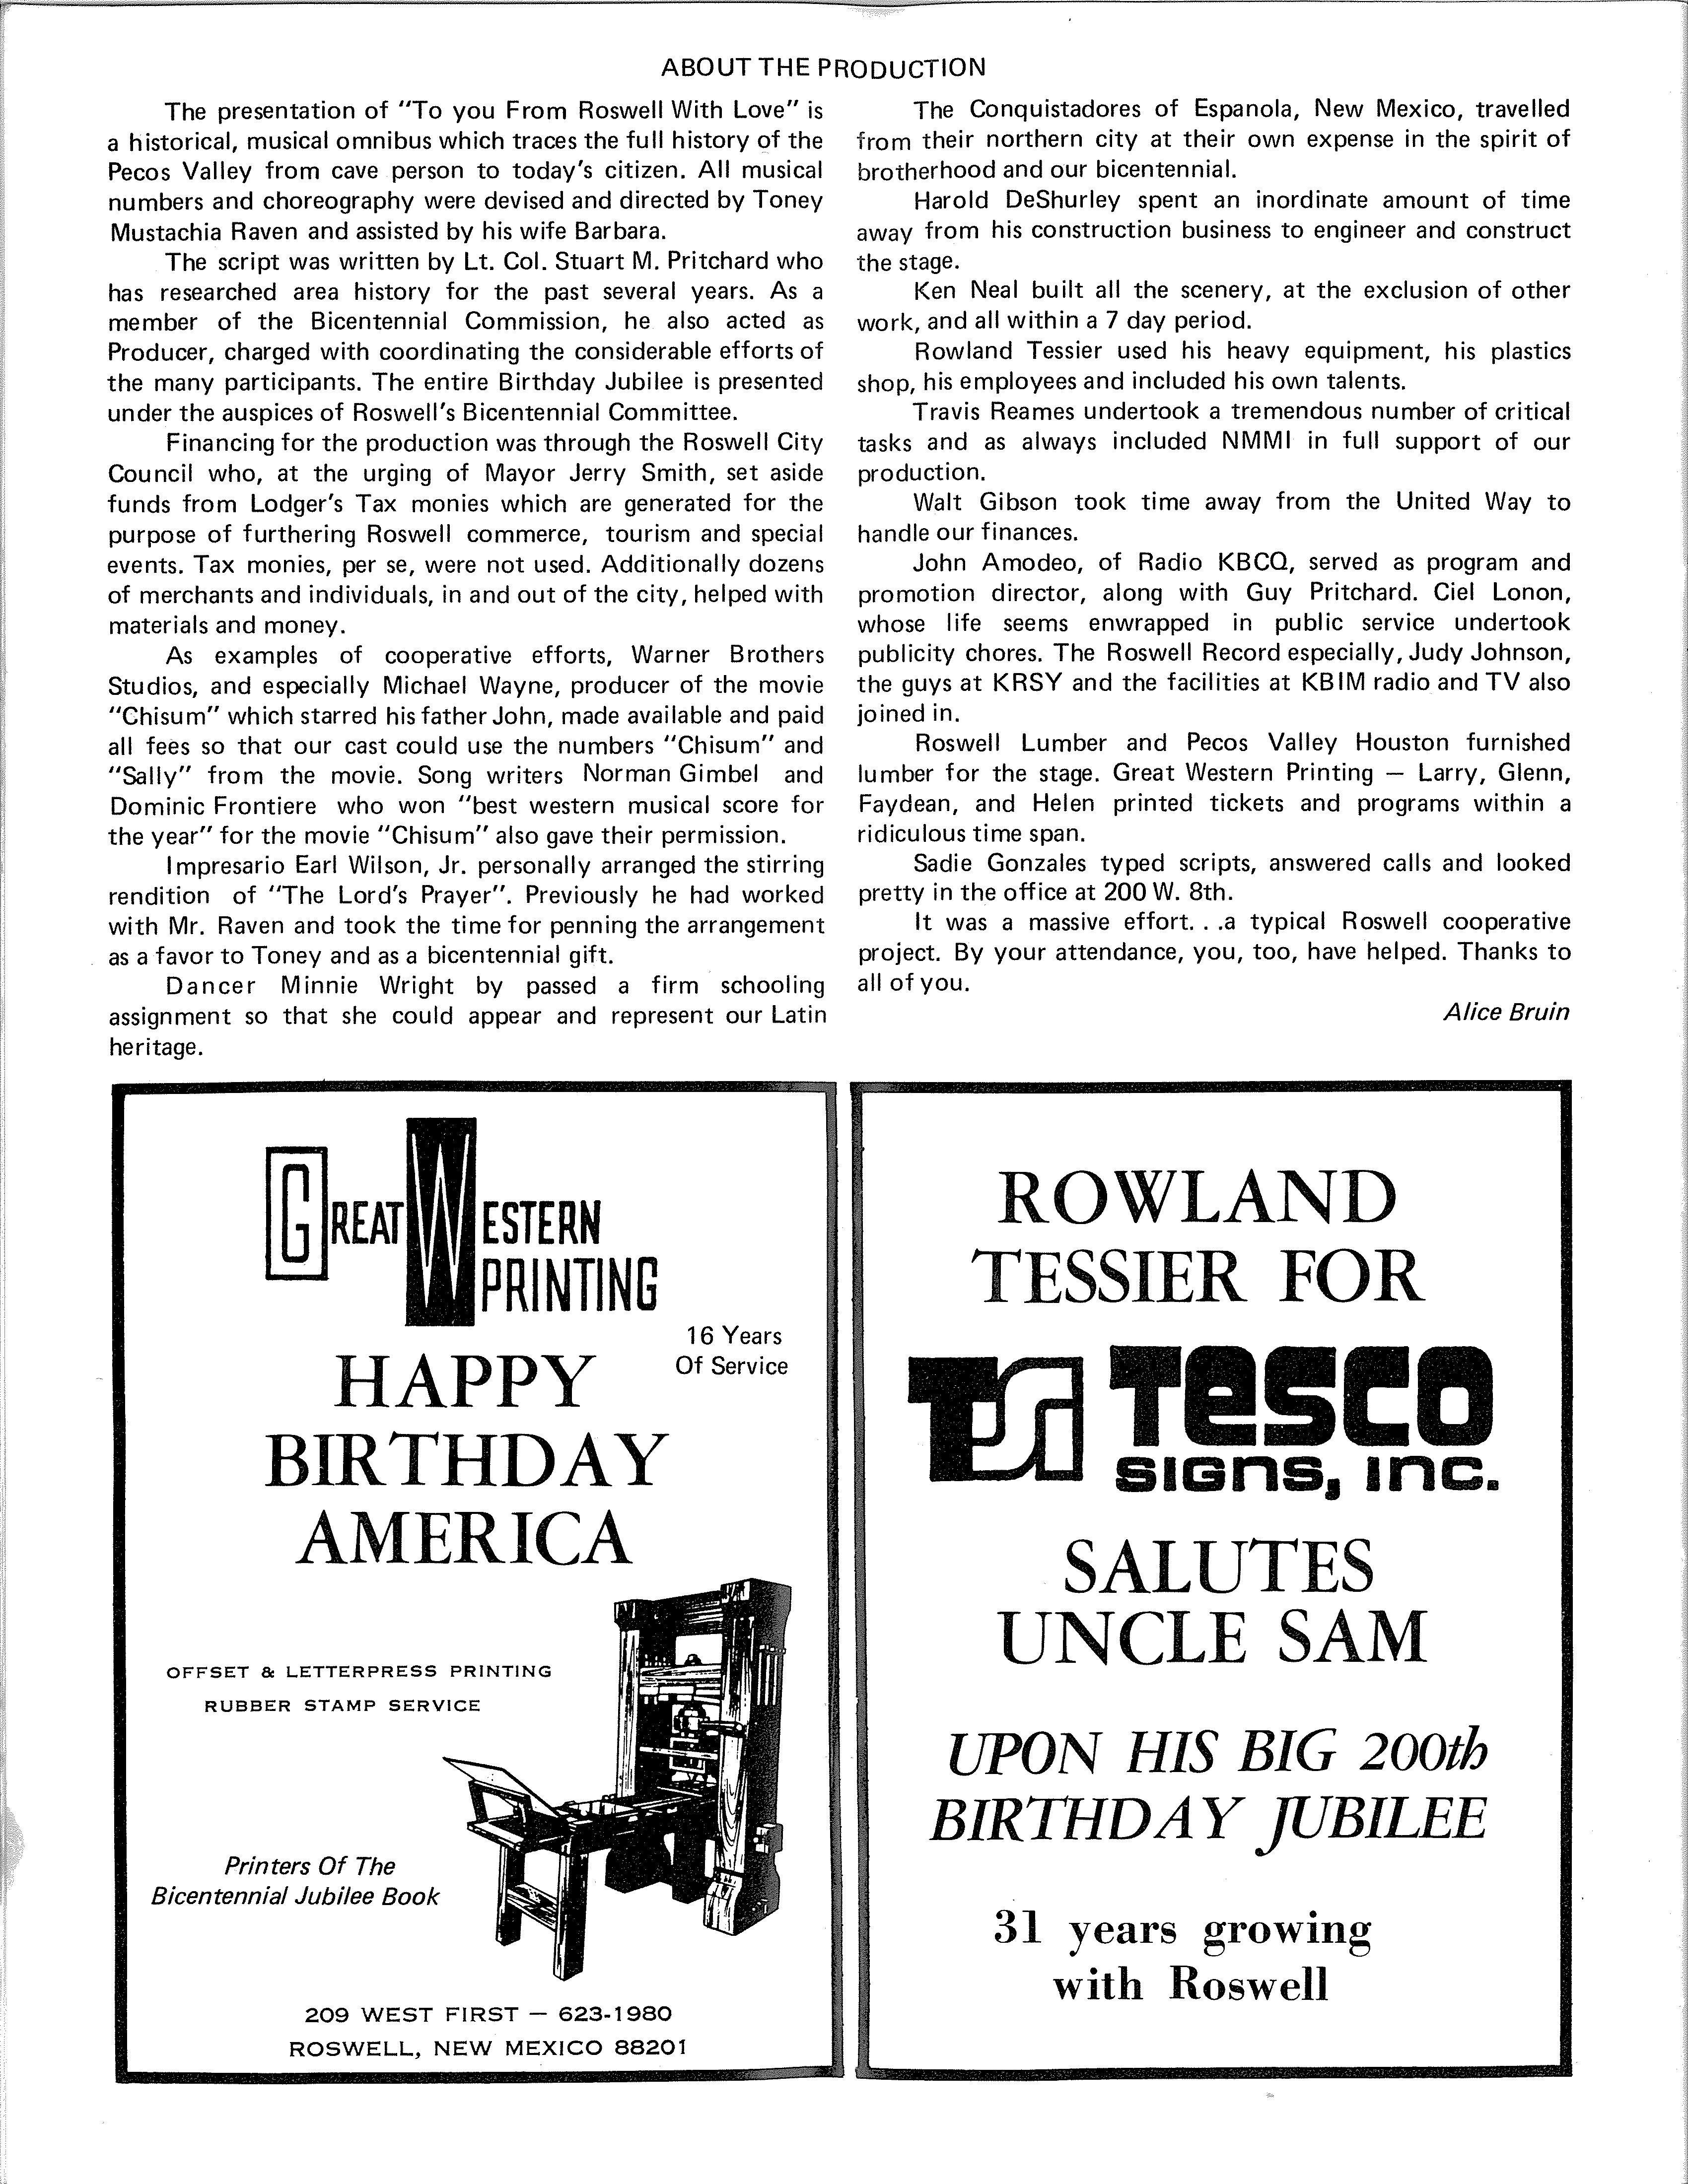 ABOUT THE PRODUCTION
The presentation of "To you From Roswell With Love" is
a historical, musical omnibus which traces the full history of the
Pecos Valley from cave person to today's citizen. All musical
numbers and choreography were devised and directed by Toney
Mustachia Raven and assisted by his wife Barbara.
The script was written by Lt. Col. Stuart M. Pritchard who
has researched area history for the past several years. As a
member of the Bicentennial Commission, he also acted as
Producer, charged with coordinating the considerable efforts of
the many participants. The entire Birthday Jubilee is presented
under the auspices of Roswell's Bicentennial Committee.
Financing for the production was through the Roswell City
Council who, at the urging of Mayor Jerry Smith, set aside
funds from Lodger's Tax monies which are generated for the
purpose of furthering Roswell commerce, tourism and special
events. Tax monies, per se, were not used. Additionally dozens
of merchants and individuals, in and out of the city, helped with
materials and money.
As examples of cooperative efforts, Warner Brothers
Studios, and especially Michael Wayne, producer of the movie
"Chisum" which starred his father John, made available and paid
all fees so that our cast could use the numbers "Chisum" and
"Sally" from the movie. Song writers Norman Gimbel and
Dominic Frontiere who won "best western musical score for
the year" for the movie "Chisum" also gave their permission.
Impresario Earl Wilson, Jr. personally arranged the stirring
rendition of "The Lord's Prayer". Previously he had worked
with Mr. Raven and took the time for penning the arrangement
as a favor to Toney and as a bicentennial gift.
Dancer Minnie Wright by passed a firm schooling
assignment so that she could appear and represent our Latin
heritage.
The Conquistadores of Espanola, New Mexico, travelled
from their northern city at their own expense in the spirit of
brotherhood and our bicentennial.
Harold DeShurley spent an inordinate amount of time
away from his construction business to engineer and construct
the stage.
Ken Neal built all the scenery, at the exclusion of other
work, and all within a 7 day period.
Rowland Tessier used his heavy equipment, his plastics
shop, his employees and included his own talents.
Travis Reames undertook a tremendous number of critical
tasks and as always included NMMI in full support of our
production.
Walt Gibson took time away from the United Way to
handle our finances.
John Amodeo, of Radio KBCQ, served as program and
promotion director, along with Guy Pritchard. Ciel Lonon,
whose life seems enwrapped in public service undertook
publicity chores. The Roswell Record especially, Judy Johnson,
the guys at KRSY and the facilities at KBIM radio and TV also
joined in.
Roswell Lumber and Pecos Valley Houston furnished
lumber for the stage. Great Western Printing — Larry, Glenn,
Faydean, and Helen printed tickets and programs within a
ridiculous time span.
Sadie Gonzales typed scripts, answered calls and looked
pretty in the office at 200 W. 8th.
It was a massive effort. . .a typical Roswell cooperative
project. By your attendance, you, too, have helped. Thanks to
all of you.
Alice Bruin
GREAT WESTERN
PRINTING
16 Years
Of Service
HAPPY
BIRTHDAY
AMERICA
OFFSET & LETTERPRESS PRINTING
RUBBER STAMP SERVICE
Printers Of The
Bicentennial Jubilee Book
209 WEST FIRST — 623-1980
ROSWELL, NEW MEXICO 88201
ROWLAND
TESSIER FOR
TSI TESCO
SIGNS, INC.
SALUTES
UNCLE SAM
UPON HIS BIG 200th
BIRTHDAY JUBILEE
31 years growing
with Roswell